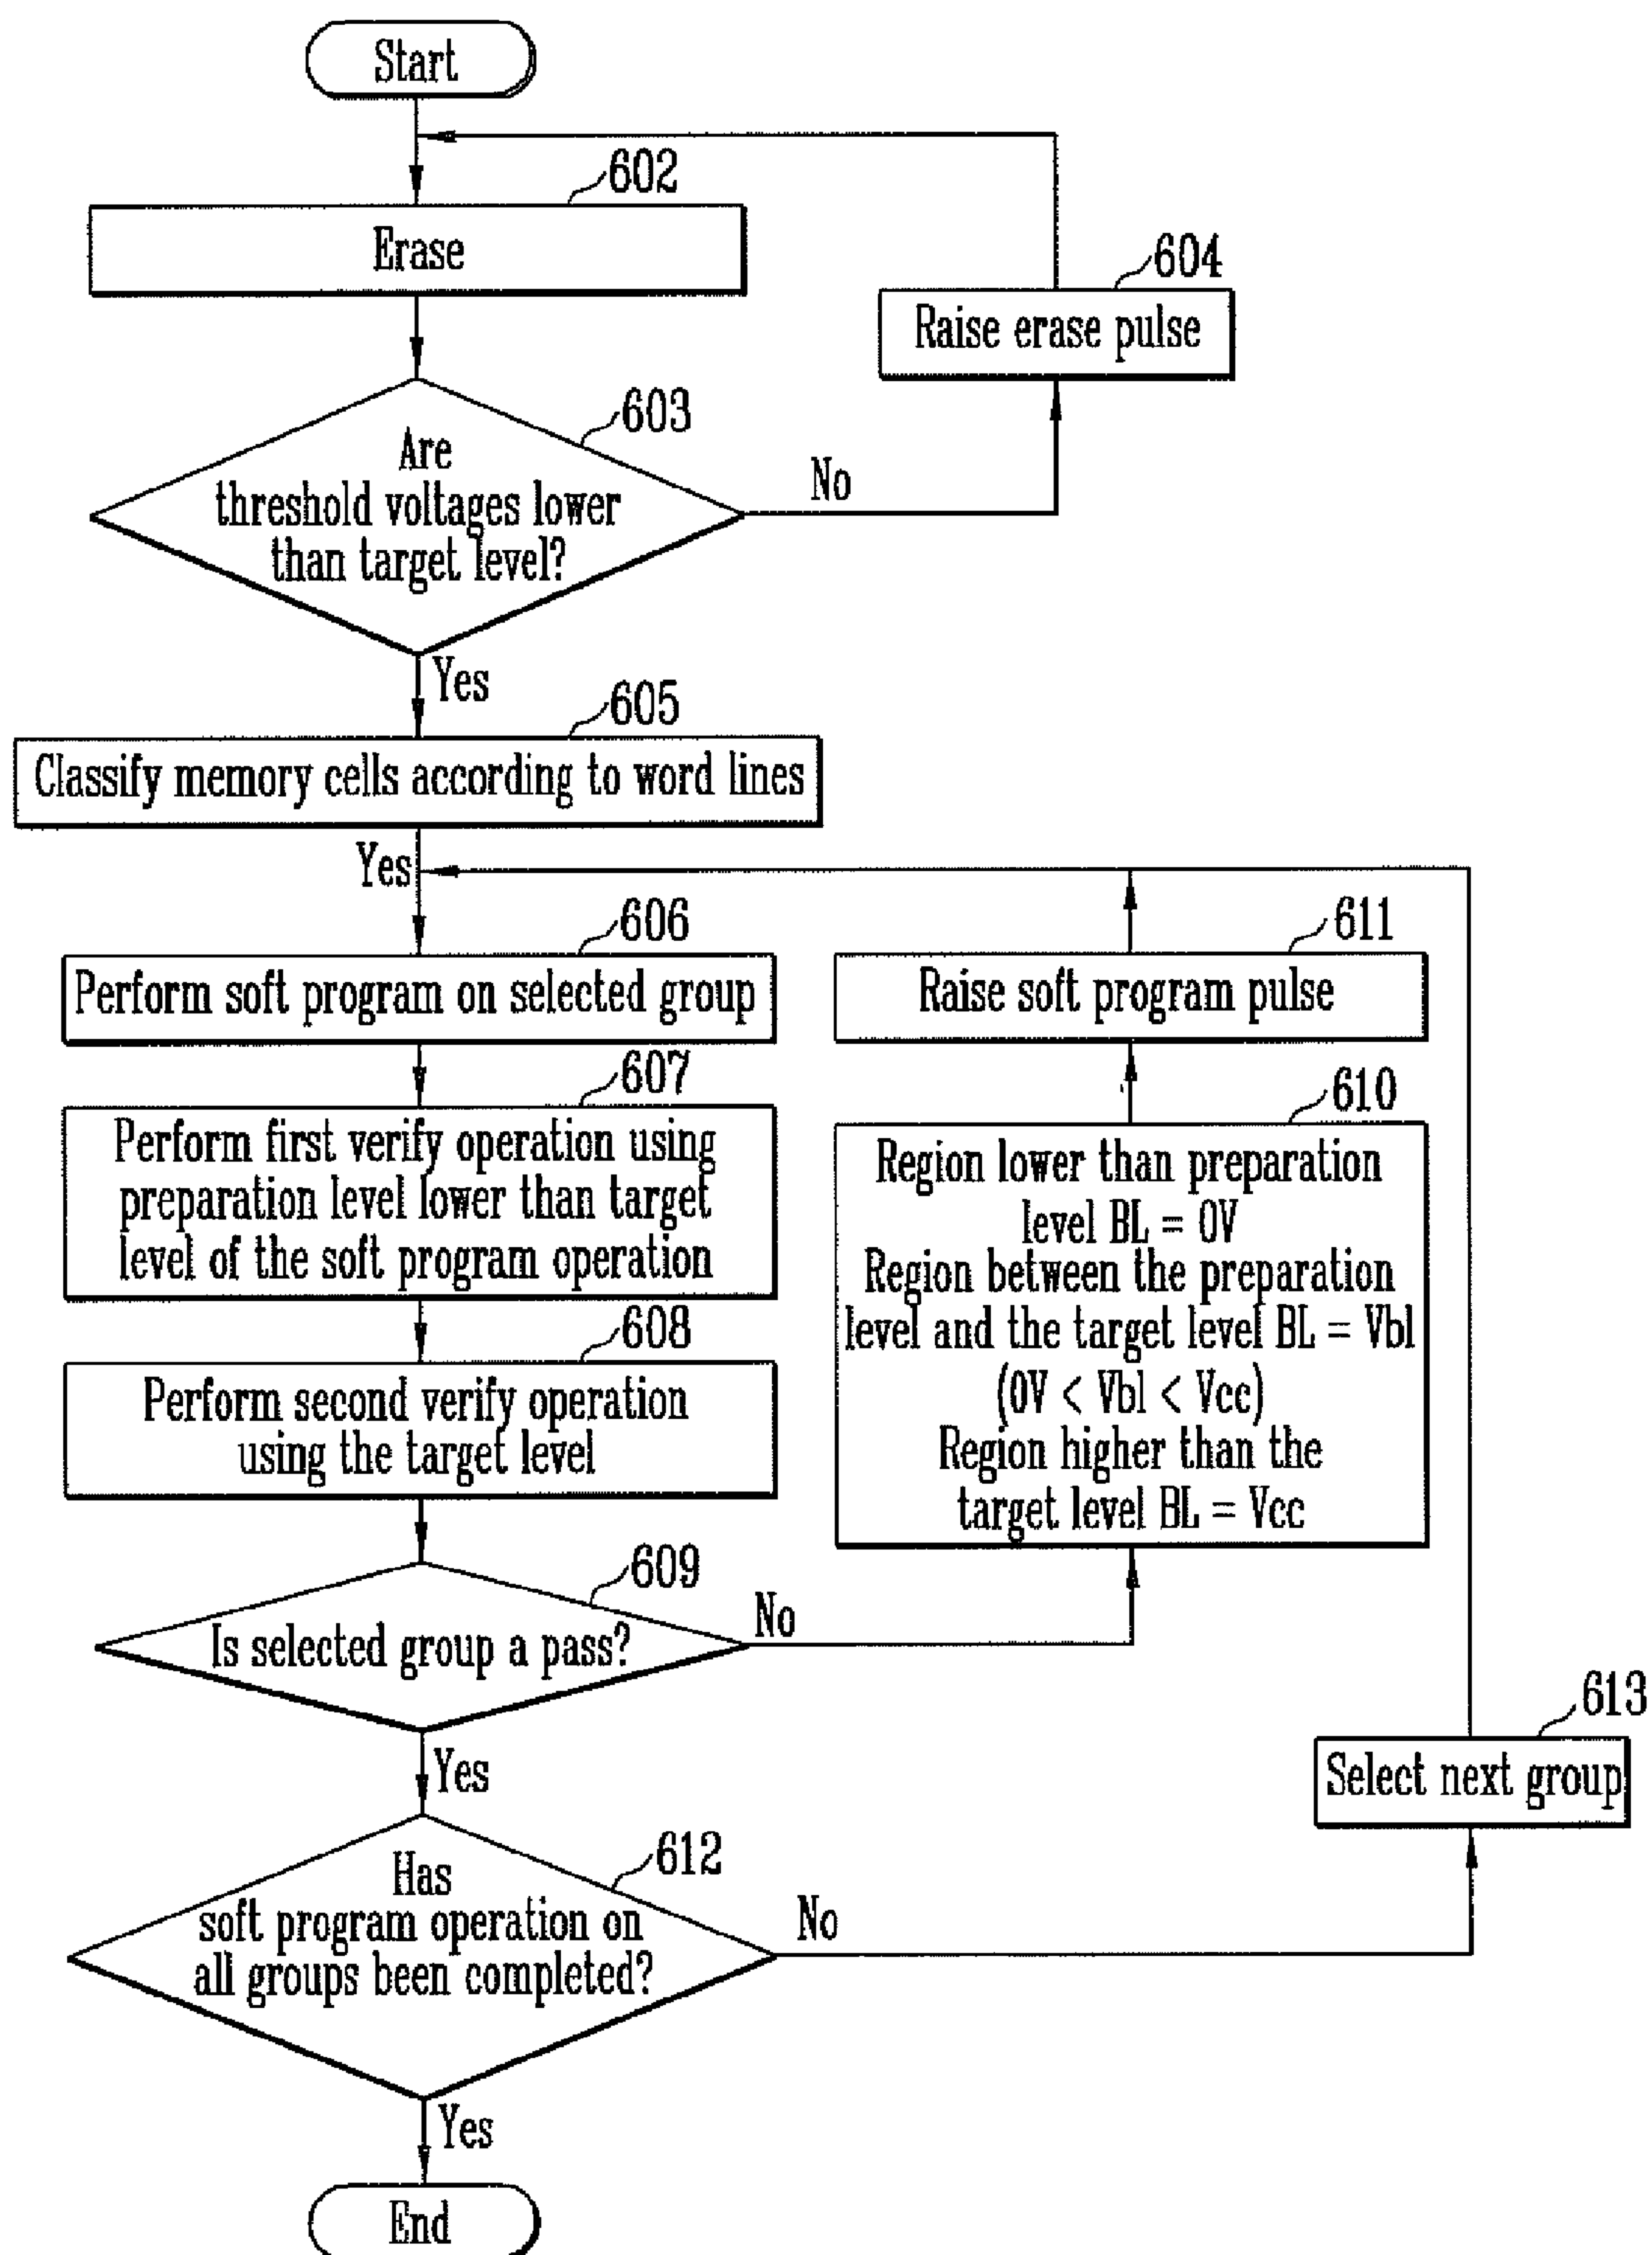 Start
602
Erase
604
Raise erase pulse
603
Are
threshold voltages lower
than target level?
No
Yes
605
Classify memory cells according to word lines
Yes
606
Perform soft program on selected group
611
Raise soft program pulse
607
Perform first verify operation using
preparation level lower than target
level of the soft program operation
610
Region lower than preparation
level BL = 0V
Region between the preparation
level and the target level BL = Vbl
(0V < Vbl < Vcc)
Region higher than the
target level BL = Vcc
608
Perform second verify operation
using the target level
609
Is selected group a pass?
No
Yes
613
Select next group
612
Has
soft program operation on
all groups been completed?
No
Yes
End